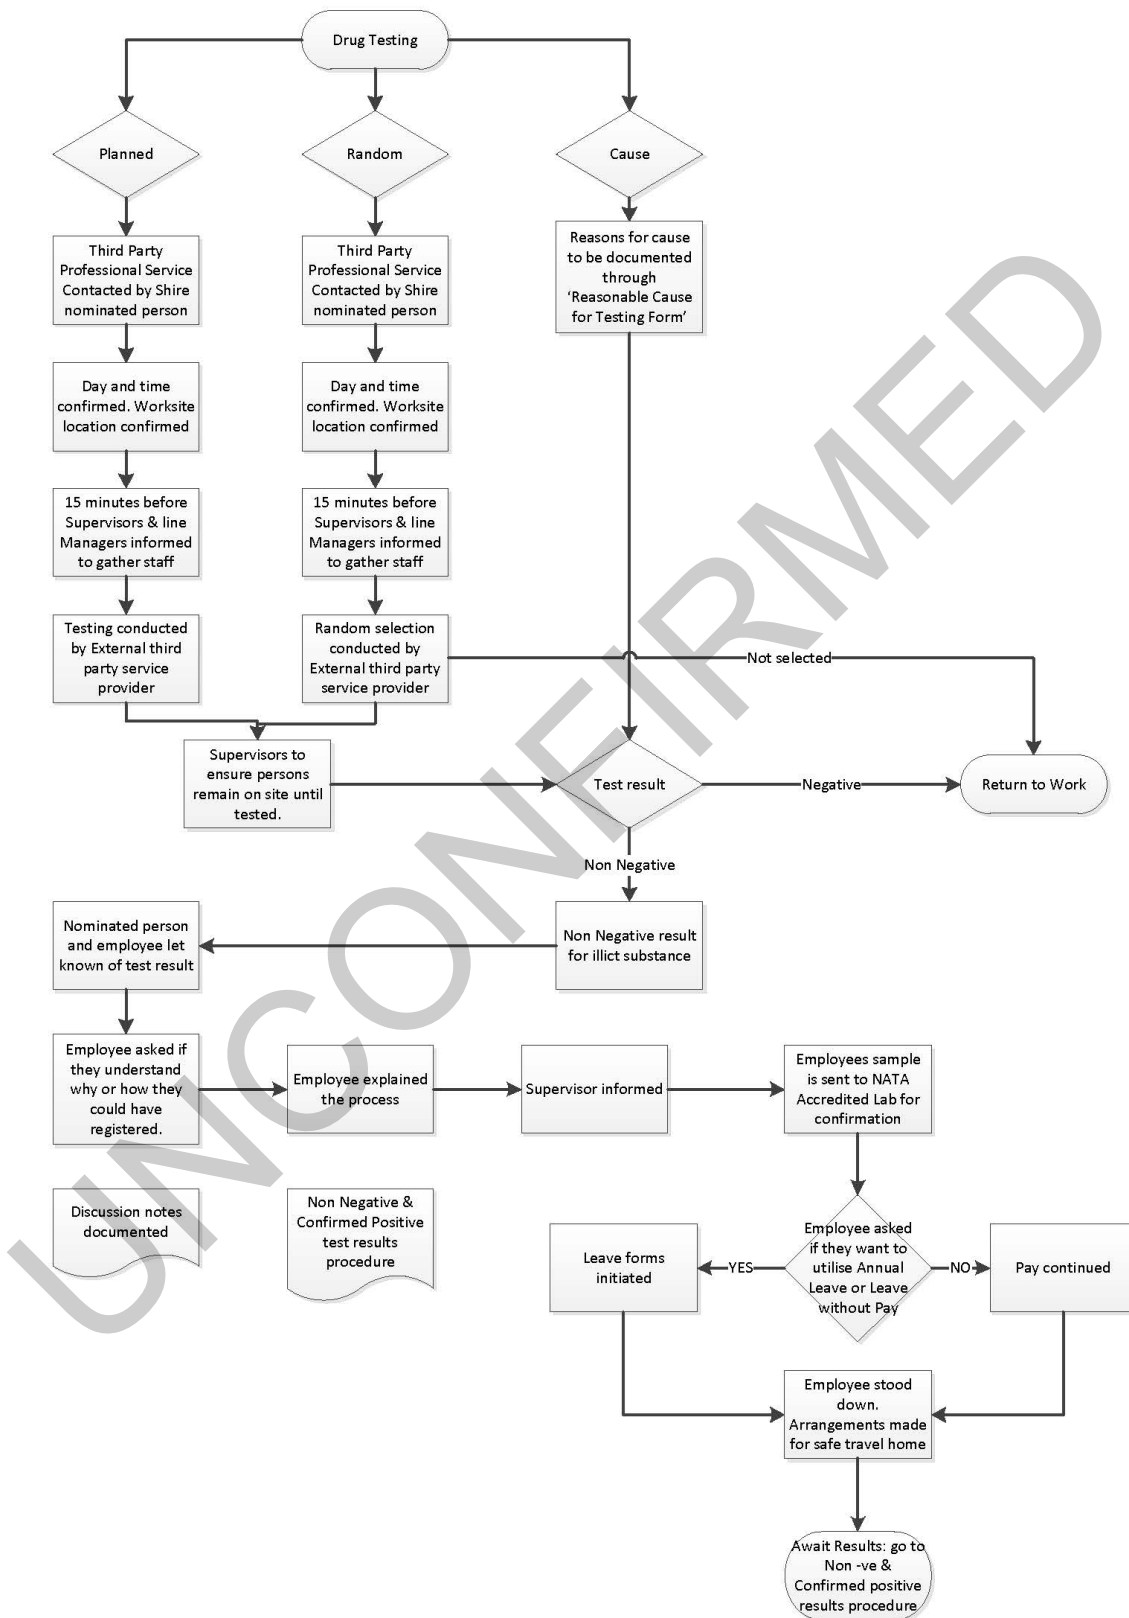 Drug Testing
Planned
Random
Cause
Third Party
Professional Service
Contacted by Shire
nominated person
Third Party
Professional Service
Contacted by Shire
nominated person
Reasons for cause
to be documented
through
‘Reasonable Cause
for Testing Form’
Day and time
confirmed. Worksite
location confirmed
Day and time
confirmed. Worksite
location confirmed
15 minutes before
Supervisors & line
Managers informed
to gather staff
15 minutes before
Supervisors & line
Managers informed
to gather staff
Testing conducted
by External third
party service
provider
Random selection
conducted by
External third party
service provider
Not selected
Supervisors to
ensure persons
remain on site until
tested.
Test result
Negative
Return to Work
Non Negative
Nominated person
and employee let
known of test result
Non Negative result
for illict substance
Employee asked if
they understand
why or how they
could have
registered.
Employee explained
the process
Supervisor informed
Employees sample
is sent to NATA
Accredited Lab for
confirmation
Discussion notes
documented
Non Negative &
Confirmed Positive
test results
procedure
Leave forms
initiated
YES
Employee asked
if they want to
utilise Annual
Leave or Leave
without Pay
NO
Pay continued
Employee stood
down.
Arrangements made
for safe travel home
Await Results: go to
Non -ve &
Confirmed positive
results procedure
UNCONFIRMED